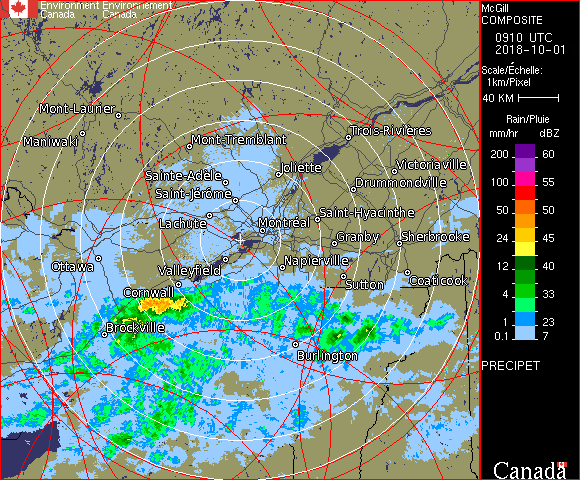 Environment Environnement
Canada Canada
McGill
COMPOSITE
0910 UTC
2018-10-01
Scale/Échelle:
1km/Pixel
40 KM
Rain/Pluie
mm/hr dBZ
200 60
100 55
50 50
24 45
12 40
4 33
1 23
0.1 7
PRECIPET
Canada
Mont-Laurier
Maniwaki
Mont-Tremblant
Trois-Rivières
Sainte-Adèle
Joliette
Victoriaville
Saint-Jérôme
Drummondville
Lachute
Montréal
Saint-Hyacinthe
Granby
Sherbrooke
Ottawa
Valleyfield
Napierville
Sutton
Coaticook
Cornwall
Brockville
Burlington